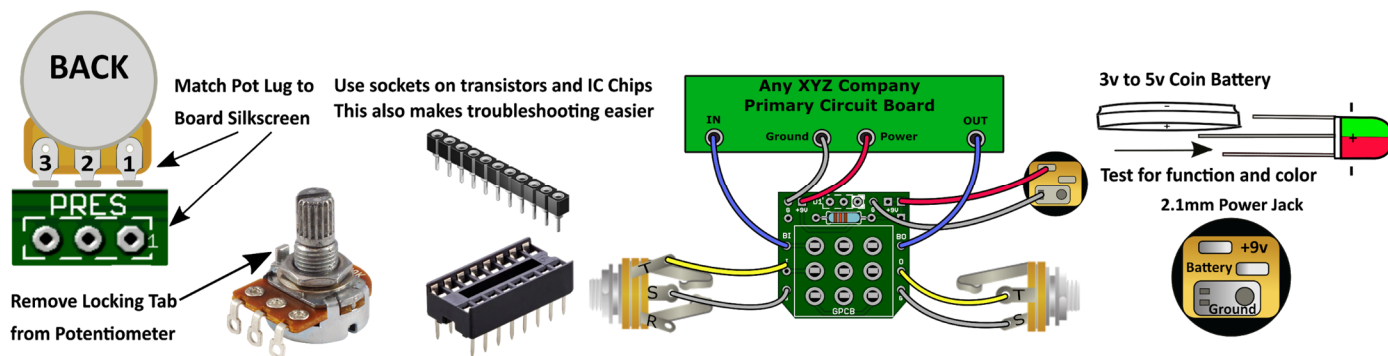 BACK
3 2 1
PRES
1
Match Pot Lug to
Board Silkscreen
Remove Locking Tab
from Potentiometer
Use sockets on transistors and IC Chips
This also makes troubleshooting easier
Any XYZ Company
Primary Circuit Board
IN
Ground
Power
OUT
G +9V D1 G +9V
BI
BO
T
S
R
O
G
GPCB
T
S
3v to 5v Coin Battery
-
+
-
+
-
Test for function and color
2.1mm Power Jack
+9v
Battery
Ground